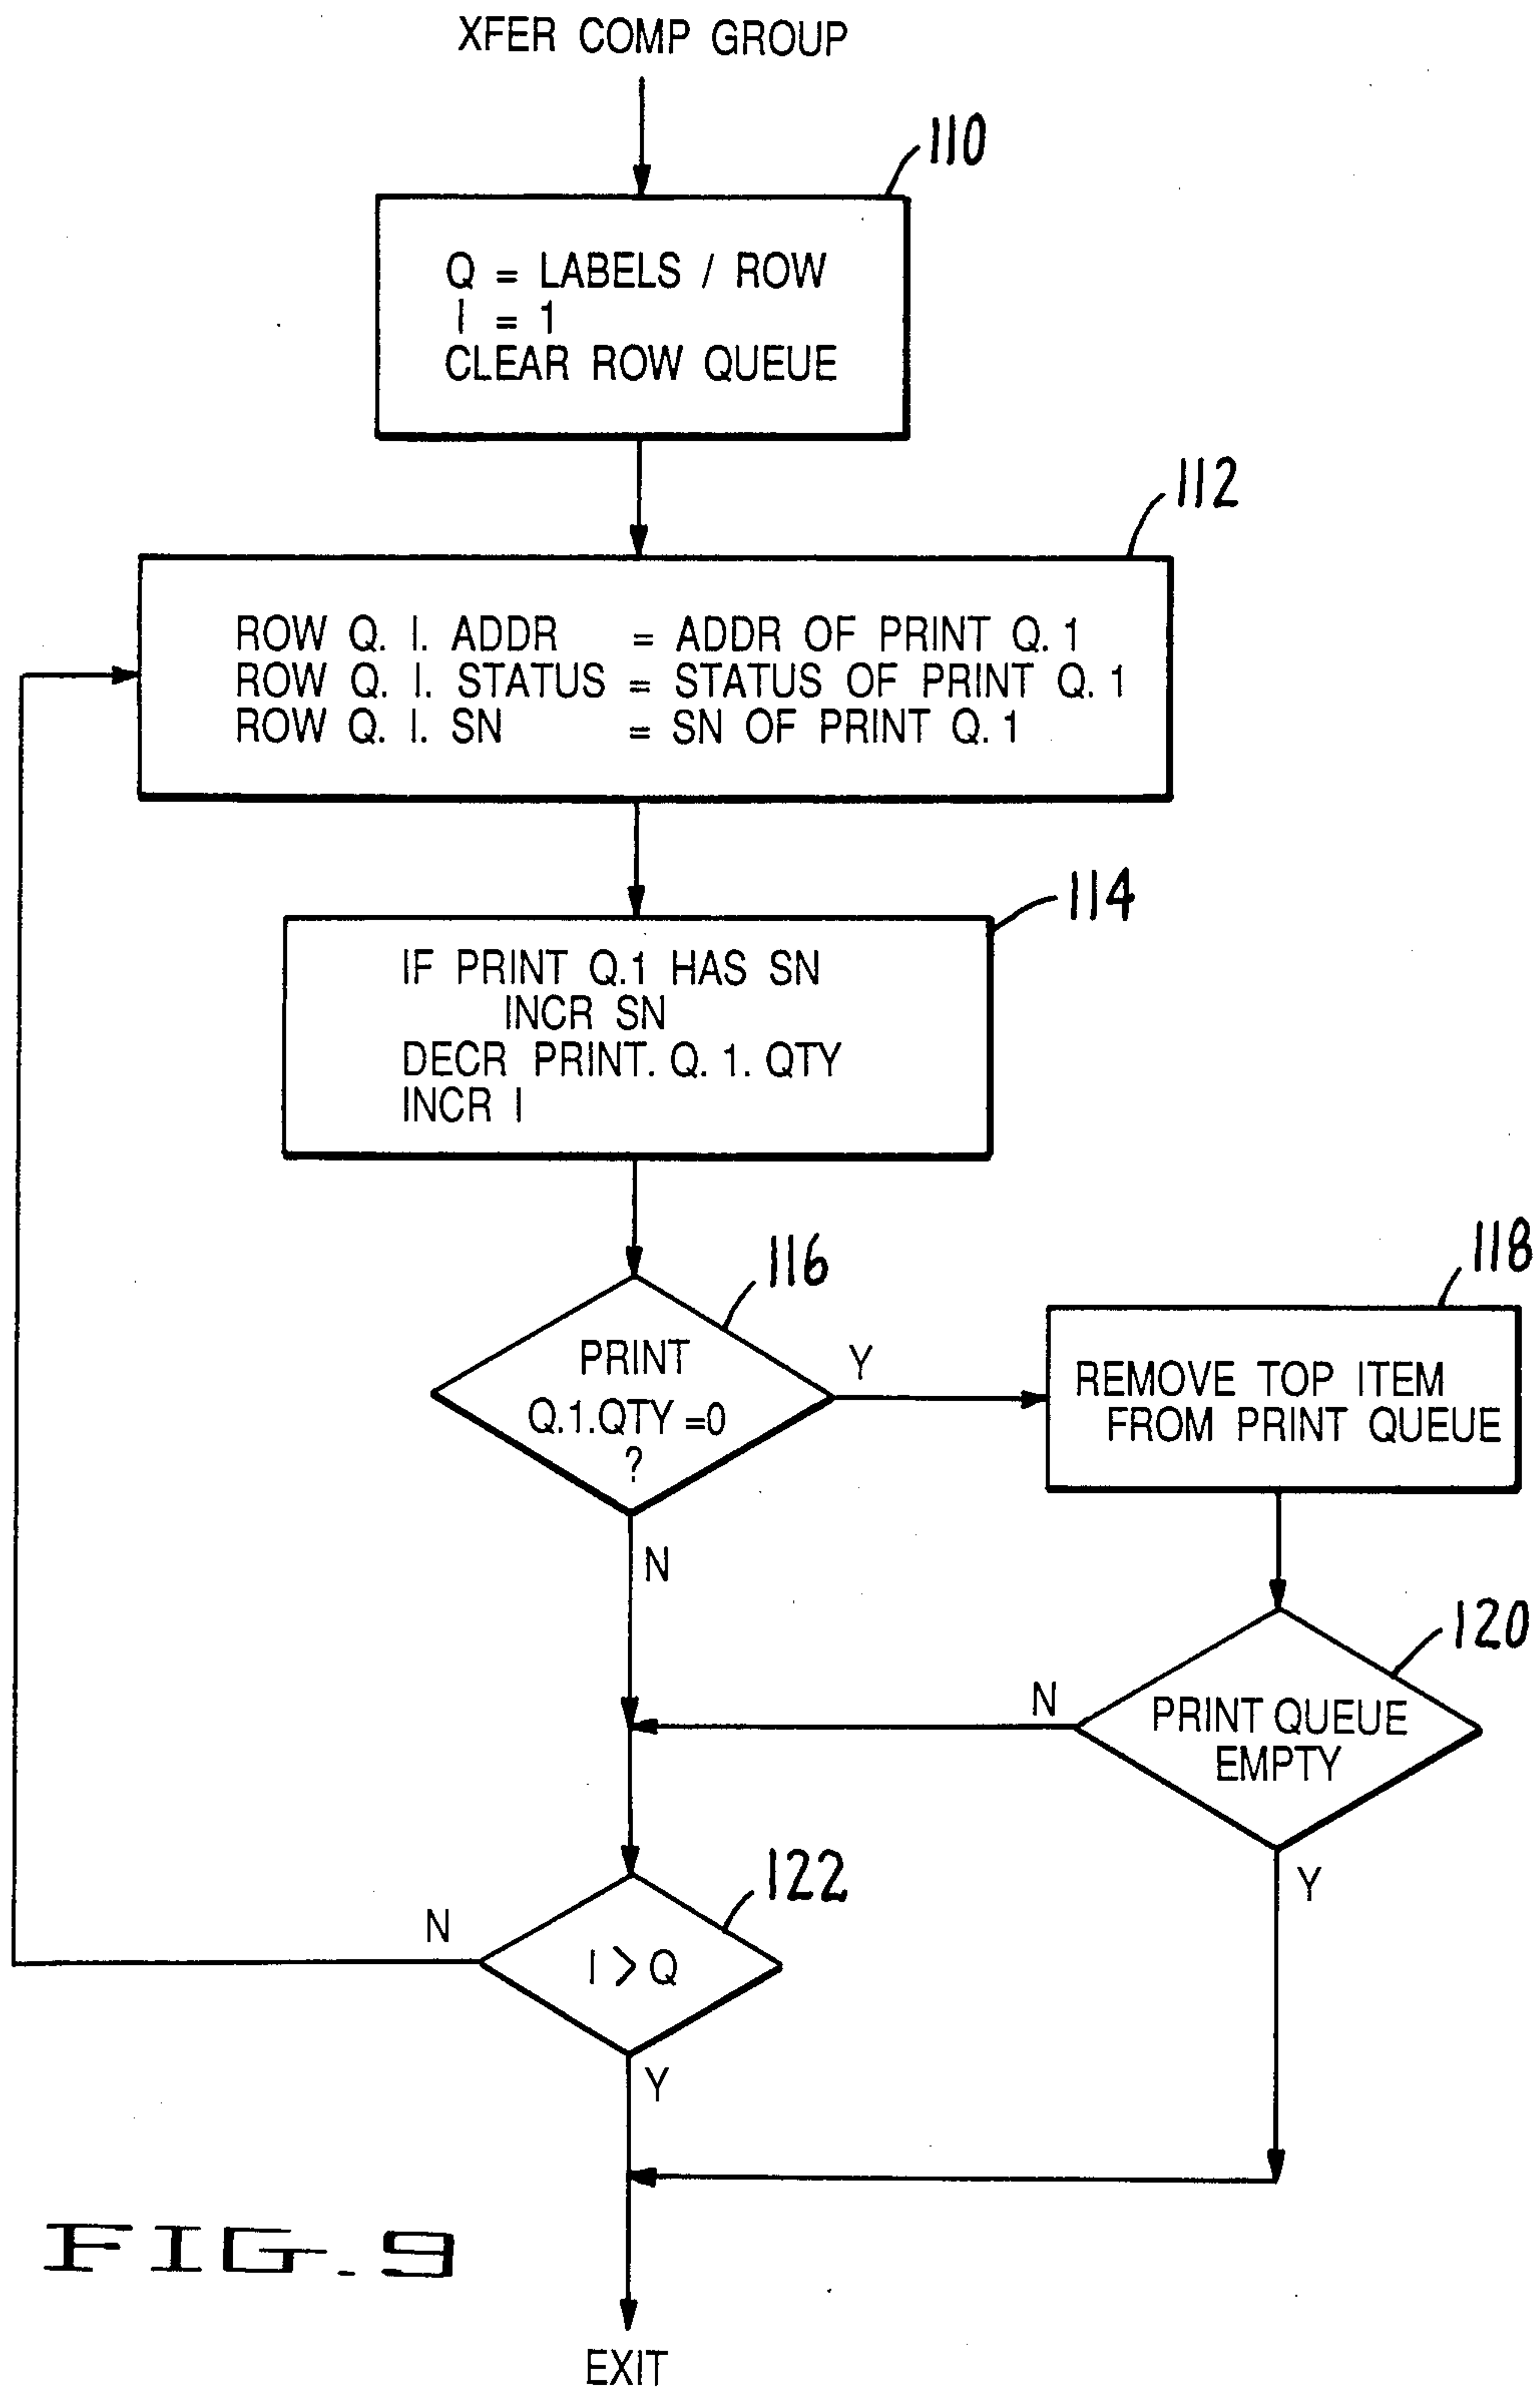 XFER COMP GROUP
110
Q = LABELS / ROW
I = 1
CLEAR ROW QUEUE
112
ROW Q. I. ADDR = ADDR OF PRINT Q. 1
ROW Q. I. STATUS = STATUS OF PRINT Q. 1
ROW Q. I. SN = SN OF PRINT Q. 1
114
IF PRINT Q.1 HAS SN
INCR SN
DECR PRINT. Q. 1. QTY
INCR I
116
PRINT
Q.1.QTY =0
?
Y
N
118
REMOVE TOP ITEM
FROM PRINT QUEUE
120
PRINT QUEUE
EMPTY
N
Y
122
I > Q
N
Y
FIG. 9
EXIT